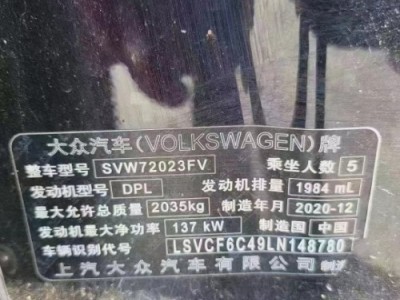 大众汽车(VOLKSWAGEN)牌
整车型号 SVW72023FV 乘坐人数 5
发动机型号 DPL 发动机排量 1984 mL
最大允许总质量 2035kg 制造年月 2020-12
发动机最大净功率 137 kW 制造国 中国
车辆识别代号 LSVCF6C49LN148780
上汽大众汽车有限公司 制造